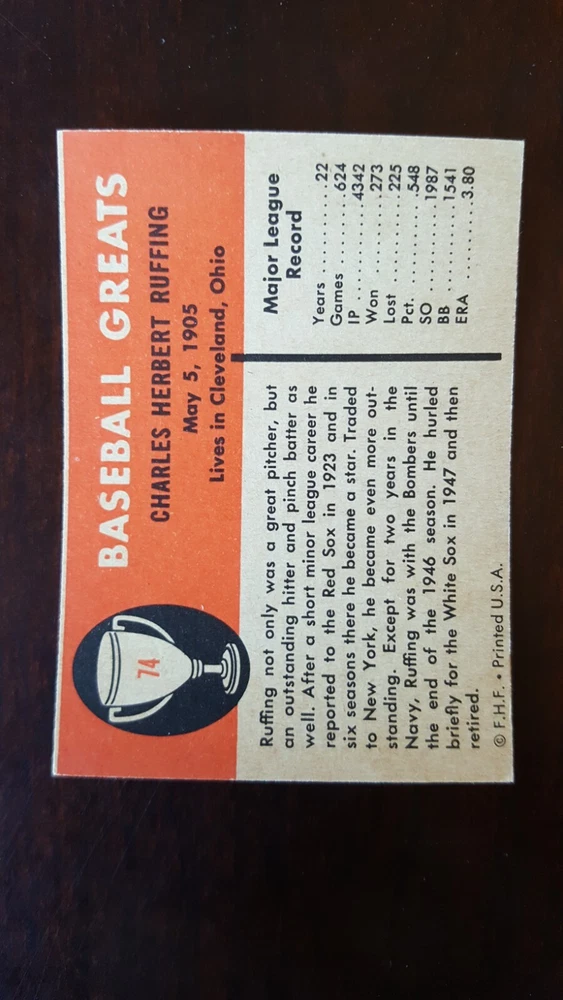 74
BASEBALL GREATS
CHARLES HERBERT RUFFING
May 5, 1905
Lives in Cleveland, Ohio
Ruffing not only was a great pitcher, but
an outstanding hitter and pinch batter as
well. After a short minor league career he
reported to the Red Sox in 1923 and in
six seasons there he became a star. Traded
to New York, he became even more out-
standing. Except for two years in the
Navy, Ruffing was with the Bombers until
the end of the 1946 season. He hurled
briefly for the White Sox in 1947 and then
retired.
© F.H.F. • Printed U.S.A.
Major League
Record
Years ............ 22
Games .......... 624
IP .............. 4342
Won ............ 273
Lost ............ 225
Pct. ............ .548
SO .............. 1987
BB .............. 1541
ERA ............ 3.80